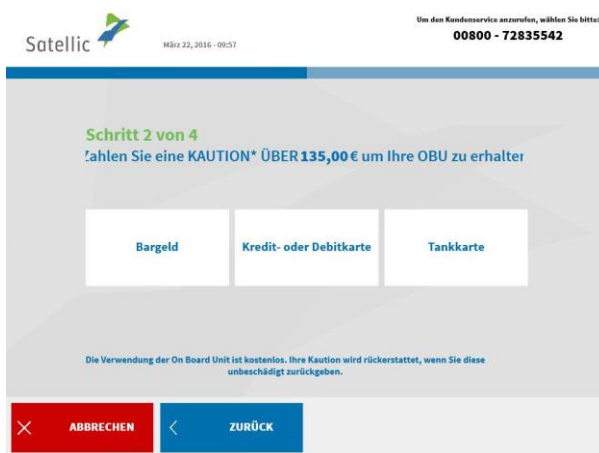 Satellic
März 22, 2016 - 09:57
Um den Kundenservice anzurufen, wählen Sie bitte:
00800 - 72835542
Schritt 2 von 4
Zahlen Sie eine KAUTION* ÜBER 135,00 € um Ihre OBU zu erhalten
Bargeld
Kredit- oder Debitkarte
Tankkarte
Die Verwendung der On Board Unit ist kostenlos. Ihre Kaution wird rückerstattet, wenn Sie diese
unbeschädigt zurückgeben.
ABBRECHEN
ZURÜCK